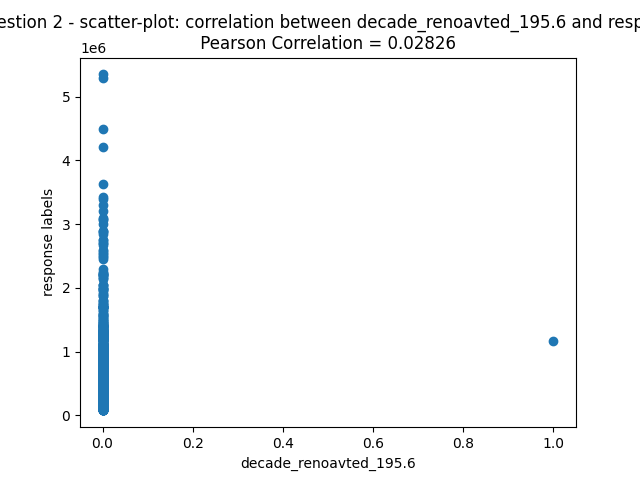 estion 2 - scatter-plot: correlation between decade_renoavted_195.6 and resp
Pearson Correlation = 0.02826
1e6
5
4
3
2
1
0
response labels
0.0 0.2 0.4 0.6 0.8 1.0
decade_renoavted_195.6